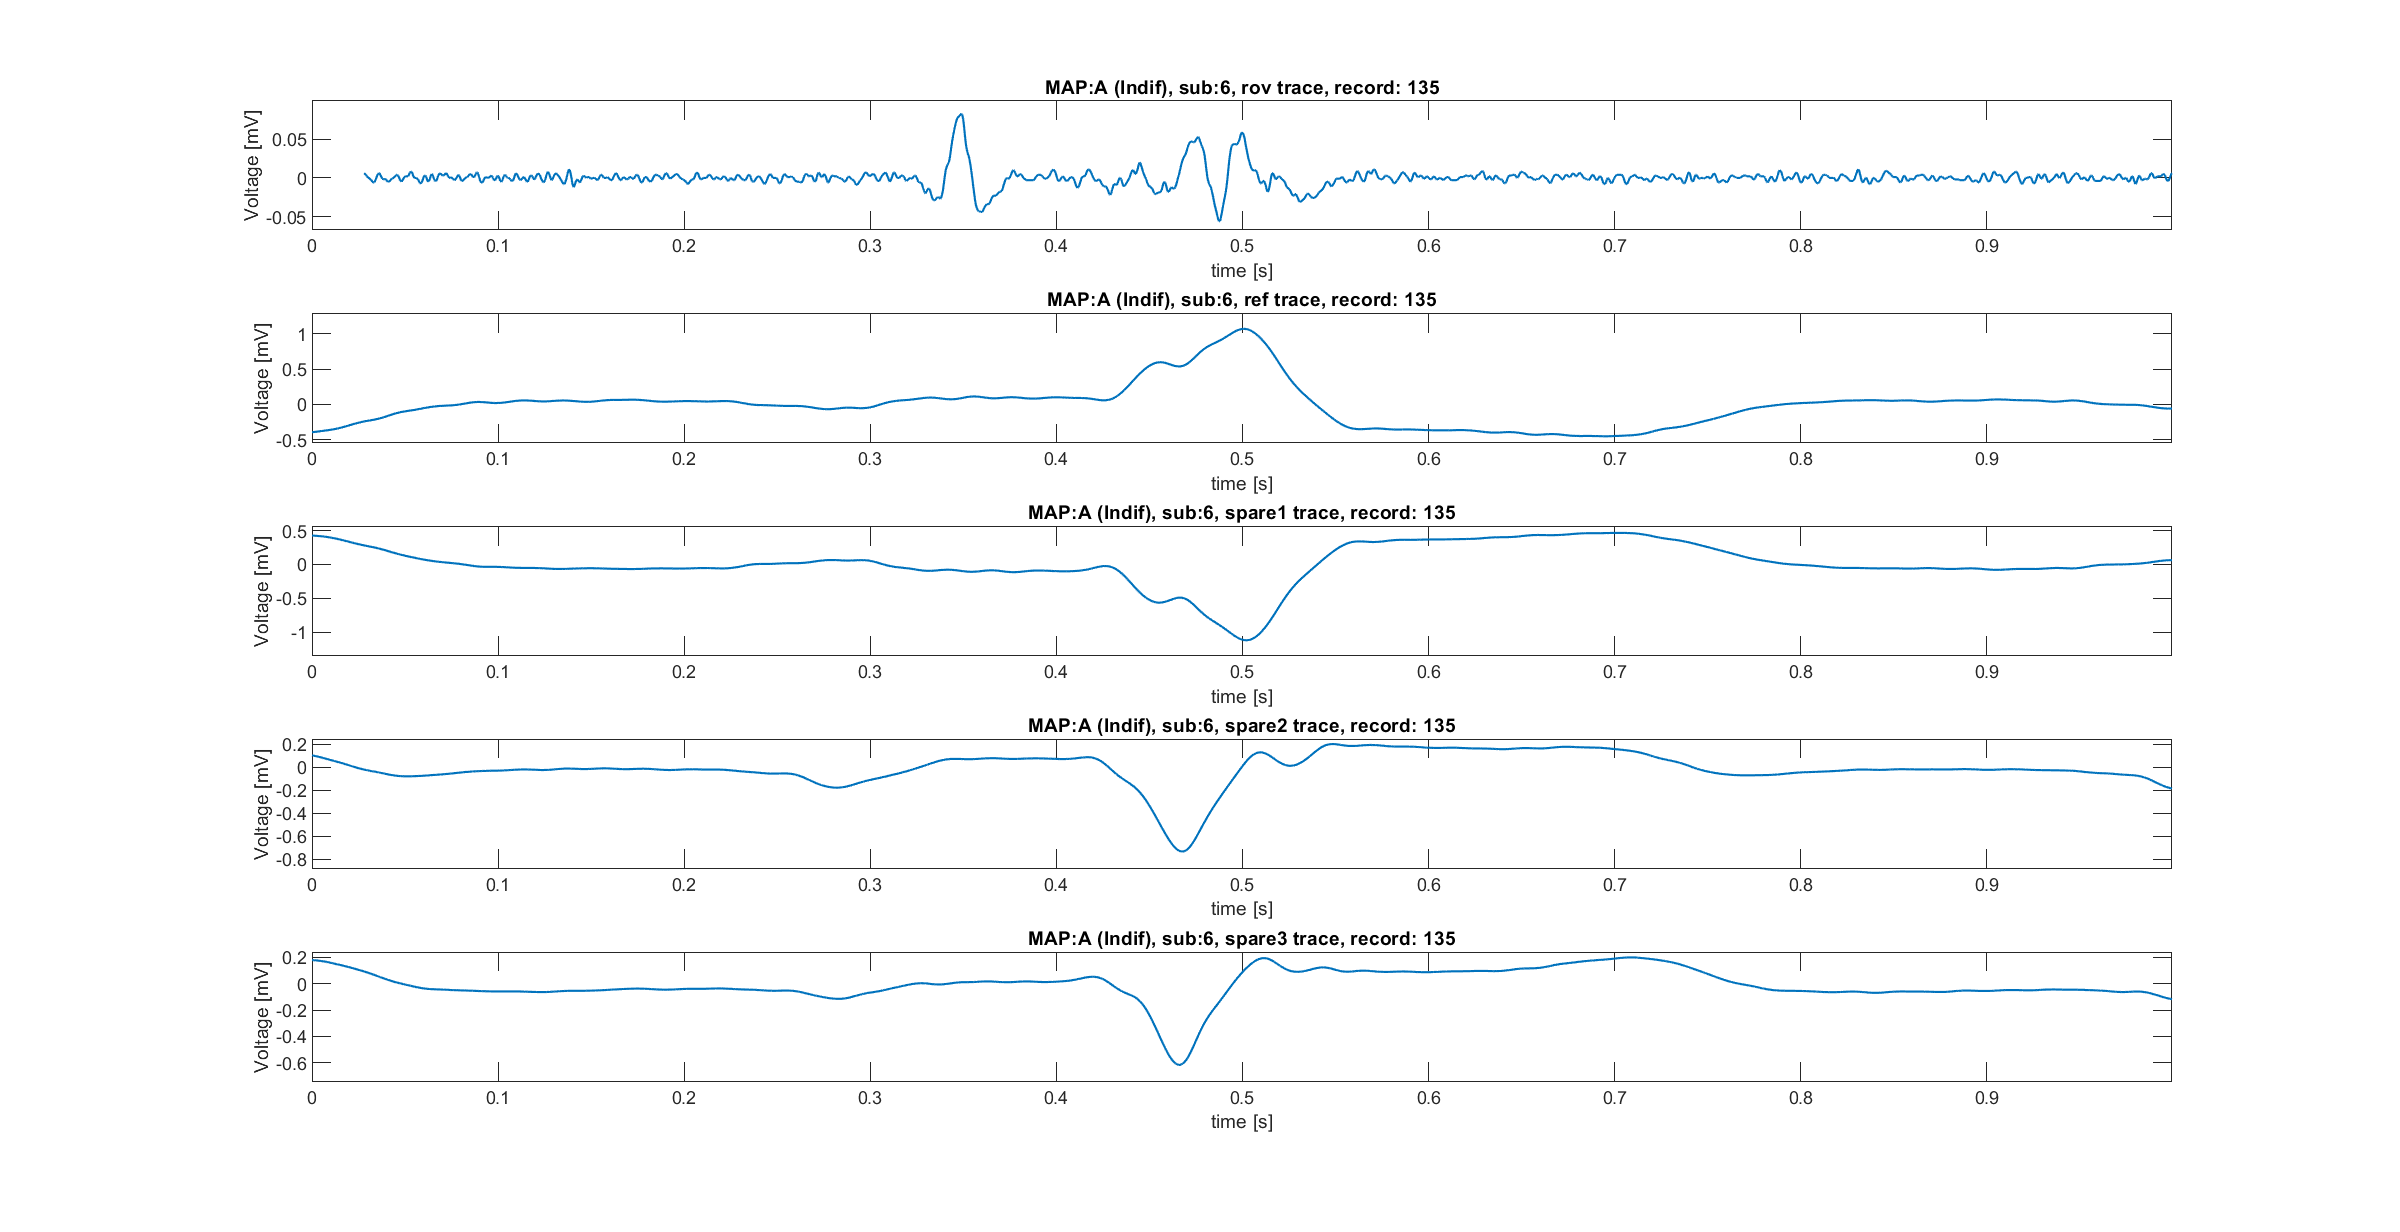 MAP:A (Indif), sub:6, rov trace, record: 135
Voltage [mV]
0.05
0
-0.05
0 0.1 0.2 0.3 0.4 0.5 0.6 0.7 0.8 0.9
time [s]
MAP:A (Indif), sub:6, ref trace, record: 135
Voltage [mV]
1
0.5
0
-0.5
0 0.1 0.2 0.3 0.4 0.5 0.6 0.7 0.8 0.9
time [s]
MAP:A (Indif), sub:6, spare1 trace, record: 135
Voltage [mV]
0.5
0
-0.5
-1
0 0.1 0.2 0.3 0.4 0.5 0.6 0.7 0.8 0.9
time [s]
MAP:A (Indif), sub:6, spare2 trace, record: 135
Voltage [mV]
0.2
0
-0.2
-0.4
-0.6
-0.8
0 0.1 0.2 0.3 0.4 0.5 0.6 0.7 0.8 0.9
time [s]
MAP:A (Indif), sub:6, spare3 trace, record: 135
Voltage [mV]
0.2
0
-0.2
-0.4
-0.6
0 0.1 0.2 0.3 0.4 0.5 0.6 0.7 0.8 0.9
time [s]